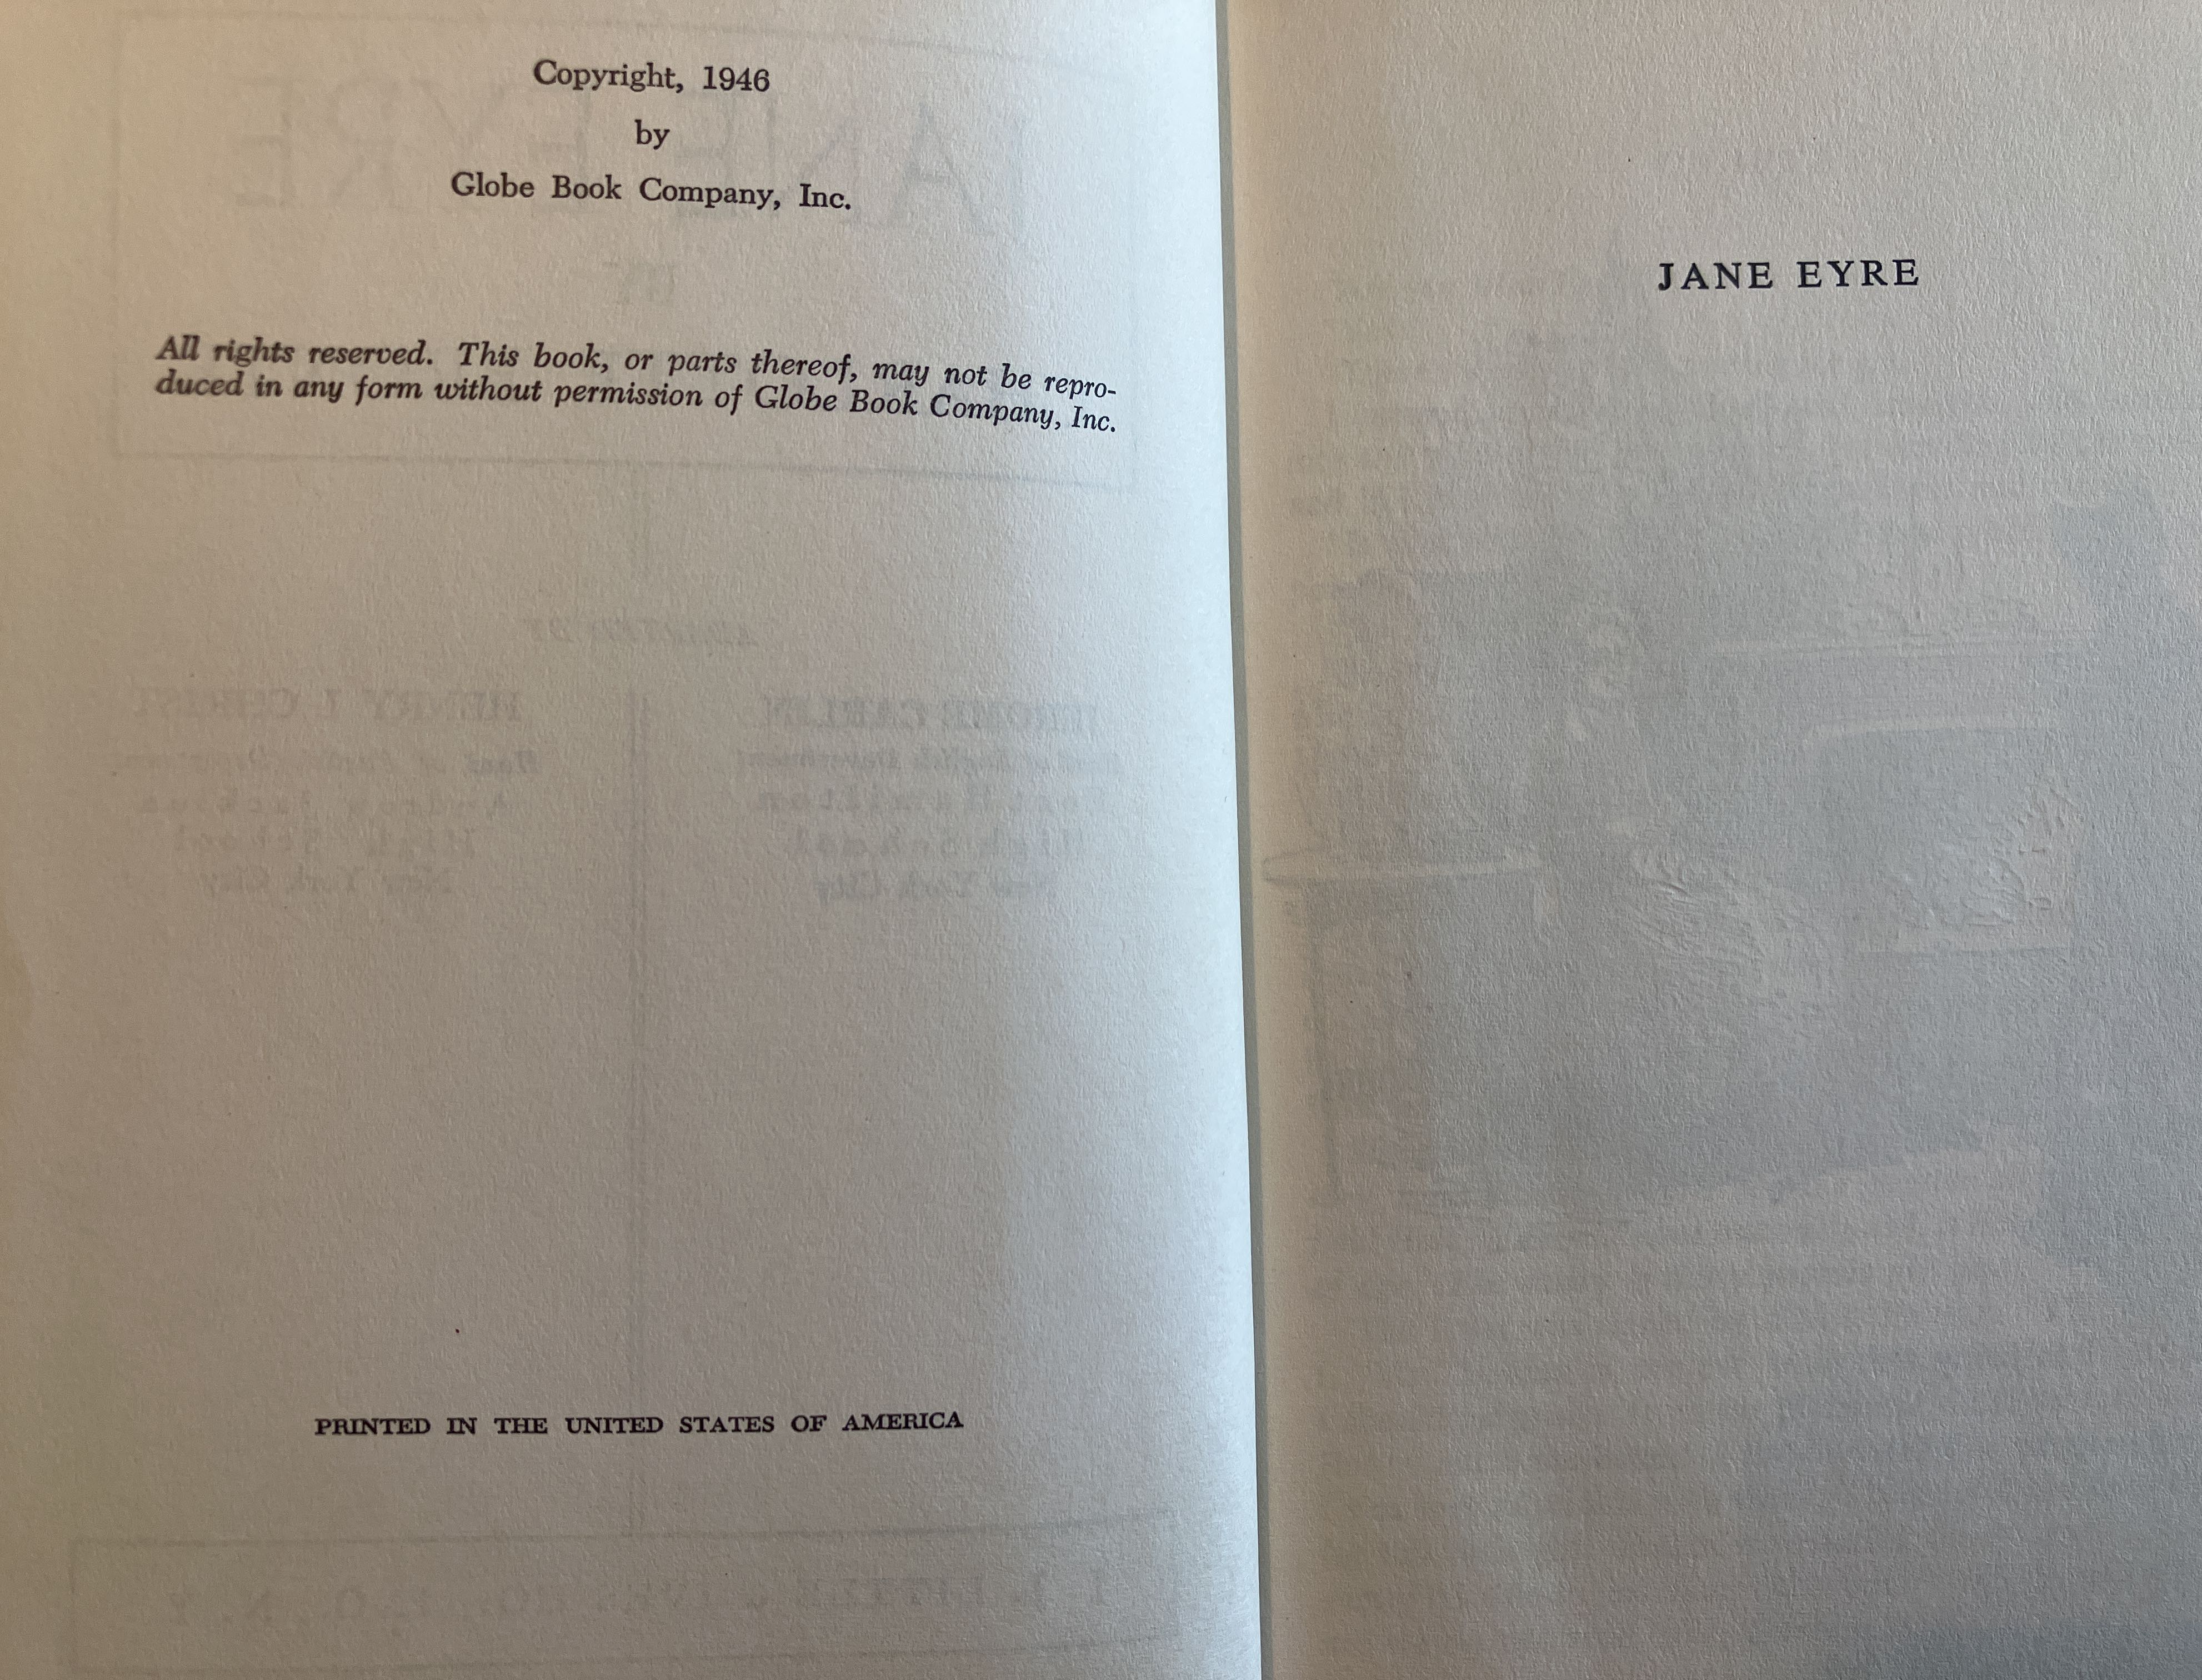 Copyright, 1946
by
Globe Book Company, Inc.
All rights reserved. This book, or parts thereof, may not be repro-
duced in any form without permission of Globe Book Company, Inc.
PRINTED IN THE UNITED STATES OF AMERICA
JANE EYRE